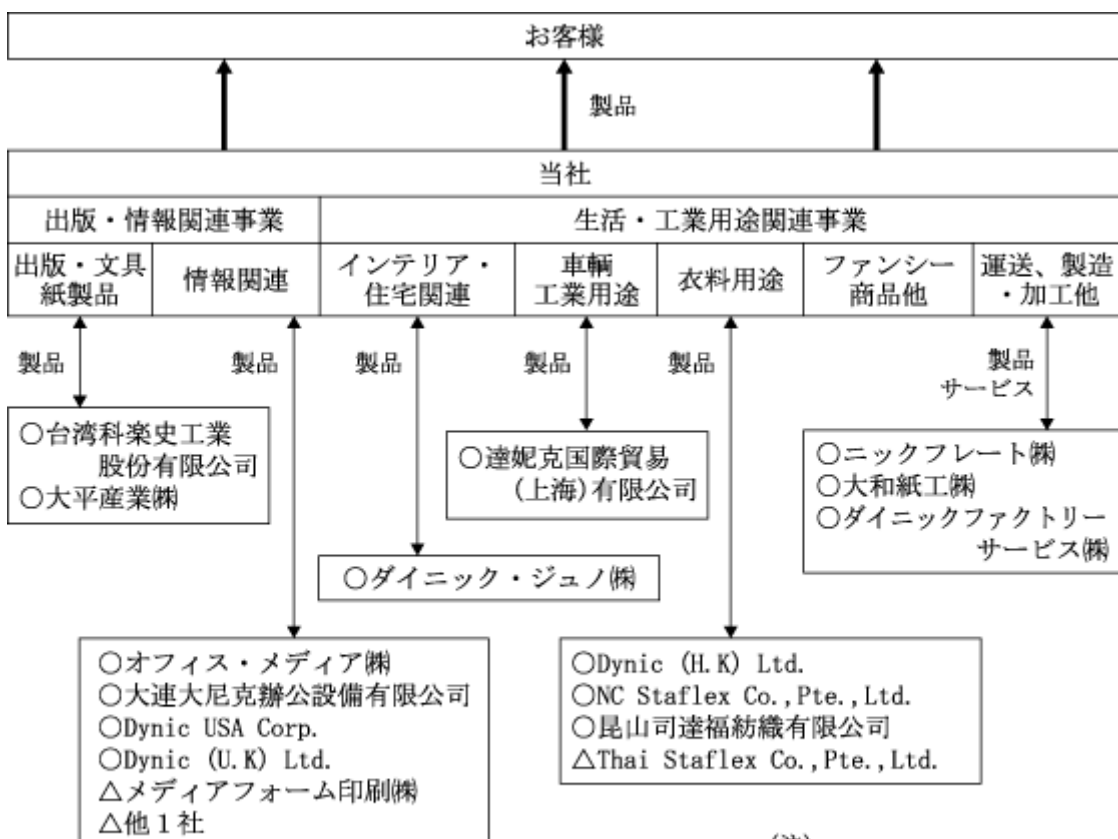 お客様
製品
当社
出版・情報関連事業
生活・工業用途関連事業
出版・文具
紙製品
情報関連
インテリア・
住宅関連
車輌
工業用途
衣料用途
ファンシー
商品他
運送、製造
・加工他
製品
製品
製品
製品
製品
製品
サービス
○台湾科楽史工業
股份有限公司
○大平産業㈱
○達妮克国際貿易
(上海)有限公司
○ニックフレート㈱
○大和紙工㈱
○ダイニックファクトリー
サービス㈱
○ダイニック・ジュノ㈱
○オフィス・メディア㈱
○大連大尼克辦公設備有限公司
○Dynic USA Corp.
○Dynic (U.K) Ltd.
△メディアフォーム印刷㈱
△他1社
○Dynic (H.K) Ltd.
○NC Staflex Co.,Pte.,Ltd.
○昆山司達福紡織有限公司
△Thai Staflex Co.,Pte.,Ltd.